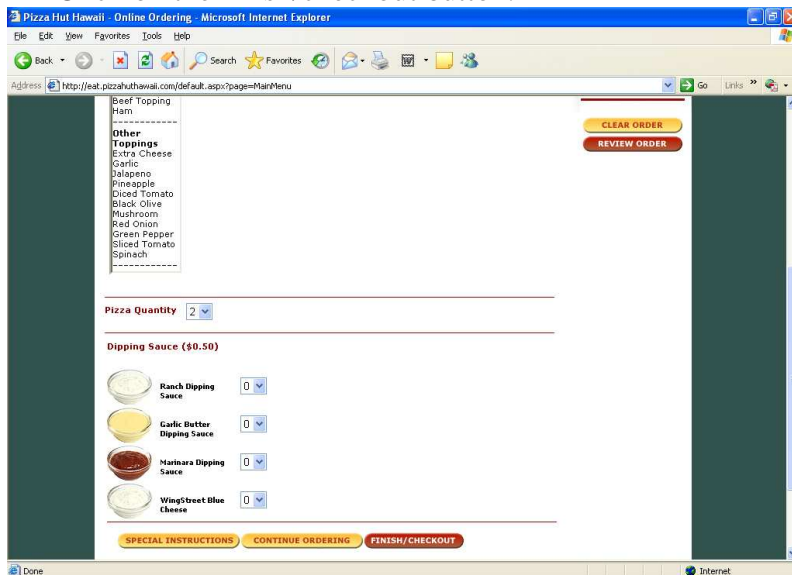 Pizza Hut Hawaii - Online Ordering - Microsoft Internet Explorer
File Edit View Favorites Tools Help
Back Search Favorites
Address http://eat.pizzahuthawaii.com/default.aspx?page=MainMenu Go Links »
Beef Topping
Ham
------------
Other
Toppings
Extra Cheese
Garlic
Jalapeno
Pineapple
Diced Tomato
Black Olive
Mushroom
Red Onion
Green Pepper
Sliced Tomato
Spinach
------------
CLEAR ORDER
REVIEW ORDER
Pizza Quantity 2
Dipping Sauce ($0.50)
Ranch Dipping
Sauce
0
Garlic Butter
Dipping Sauce
0
Marinara Dipping
Sauce
0
WingStreet Blue
Cheese
0
SPECIAL INSTRUCTIONS CONTINUE ORDERING FINISH/CHECKOUT
Done Internet